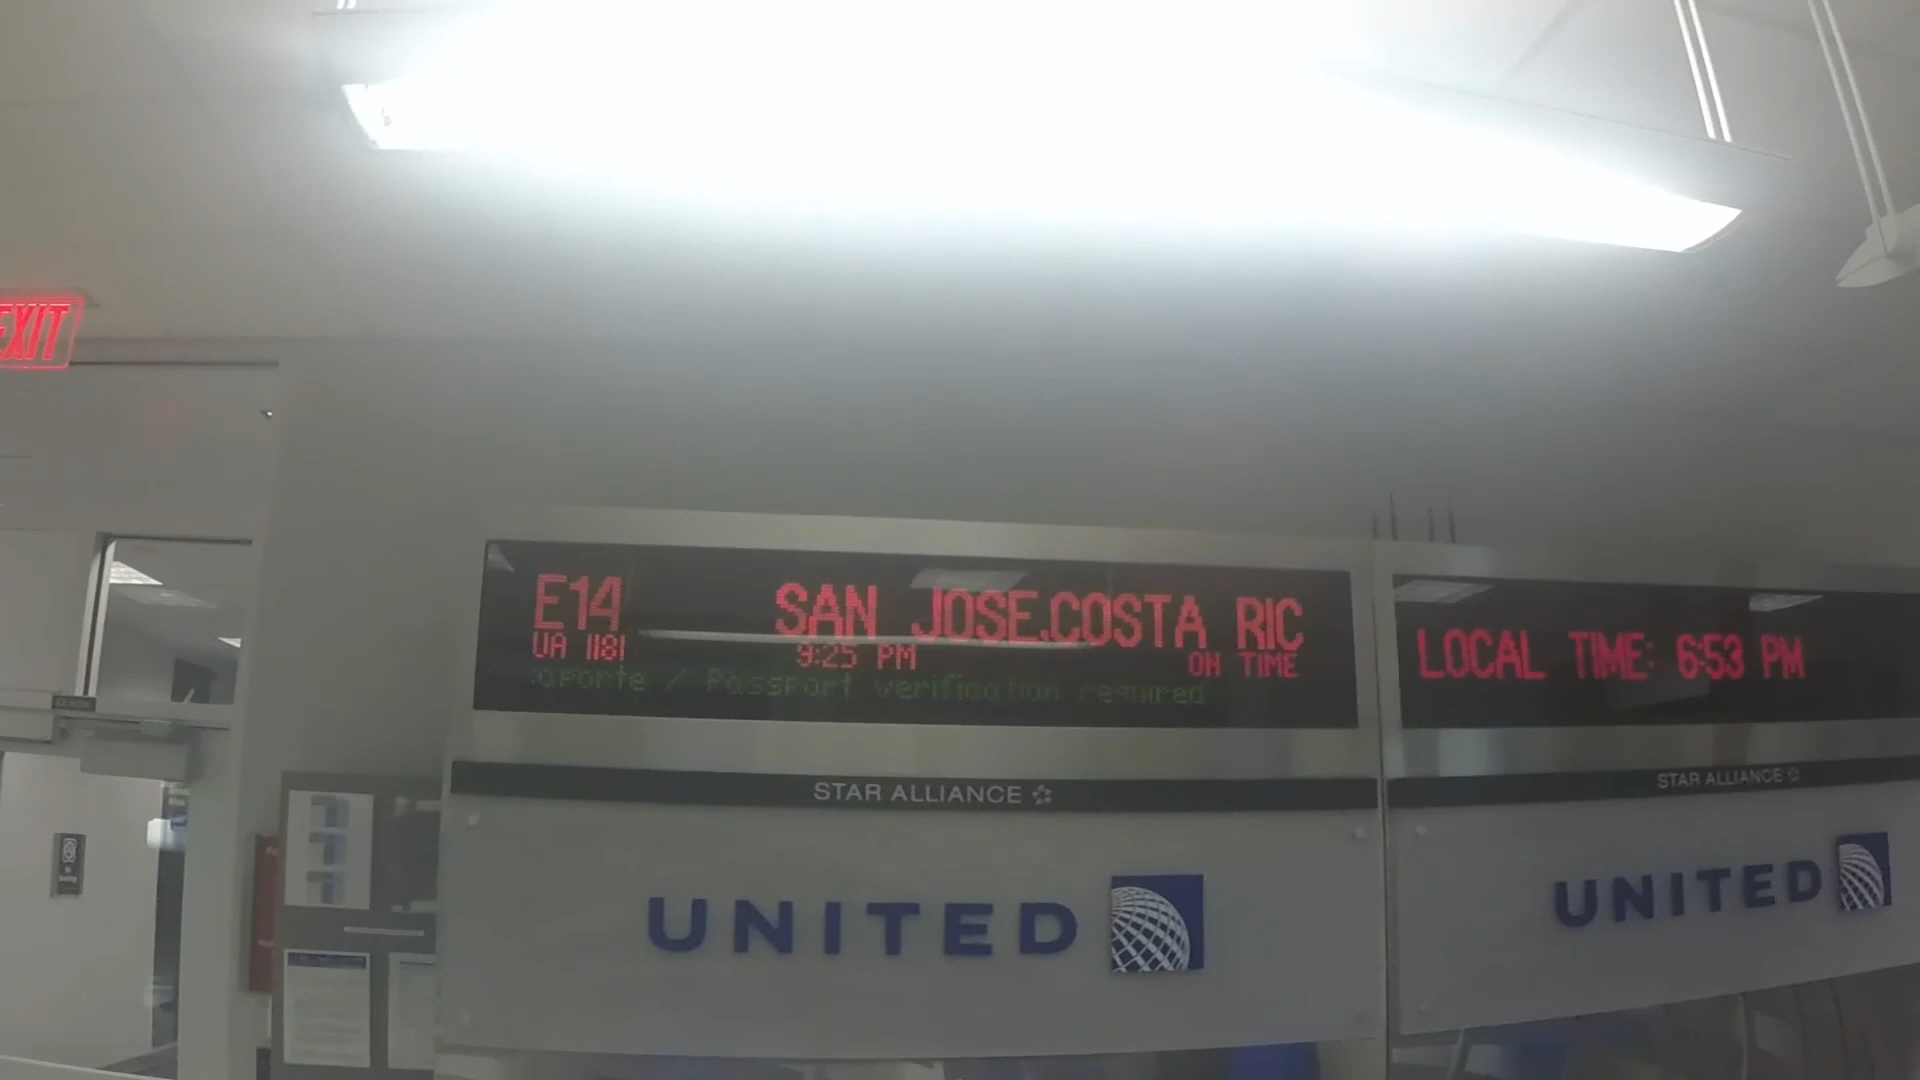 EXIT
E14 SAN JOSE,COSTA RIC
UA 1181 9:25 PM ON TIME
aporte / Passport verification required
LOCAL TIME: 6:53 PM
STAR ALLIANCE
UNITED
STAR ALLIANCE
UNITED